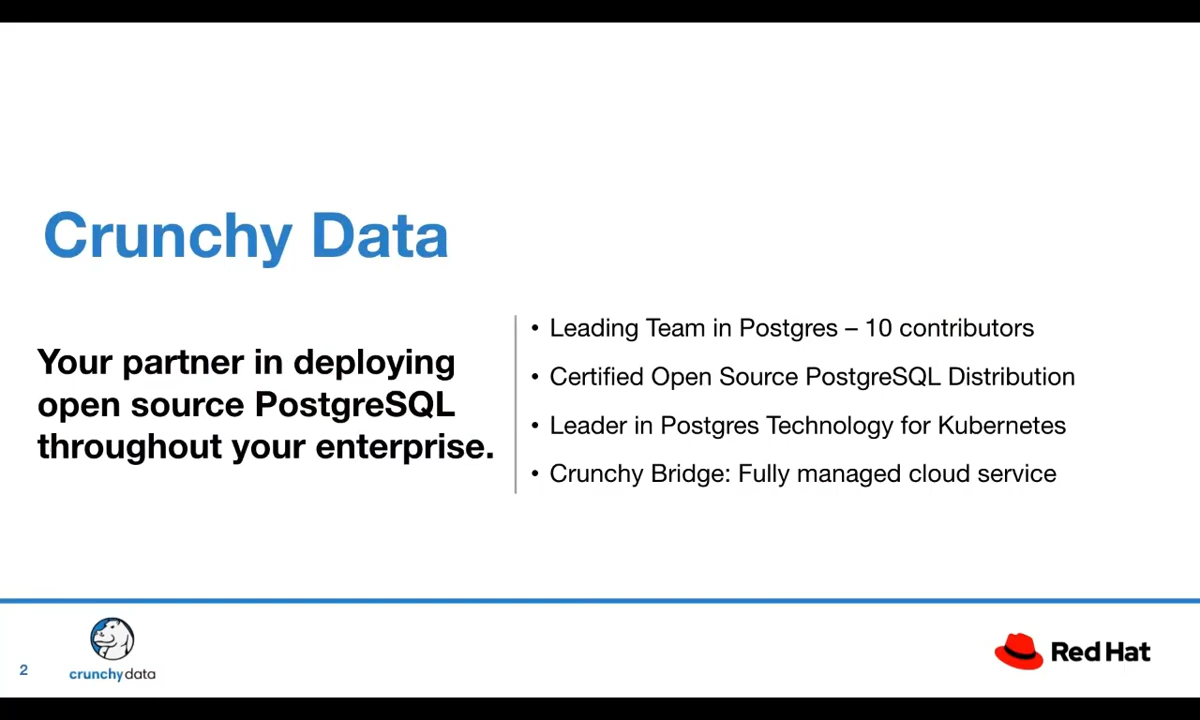 Crunchy Data
Your partner in deploying
open source PostgreSQL
throughout your enterprise.
• Leading Team in Postgres – 10 contributors
• Certified Open Source PostgreSQL Distribution
• Leader in Postgres Technology for Kubernetes
• Crunchy Bridge: Fully managed cloud service
2
crunchydata
Red Hat